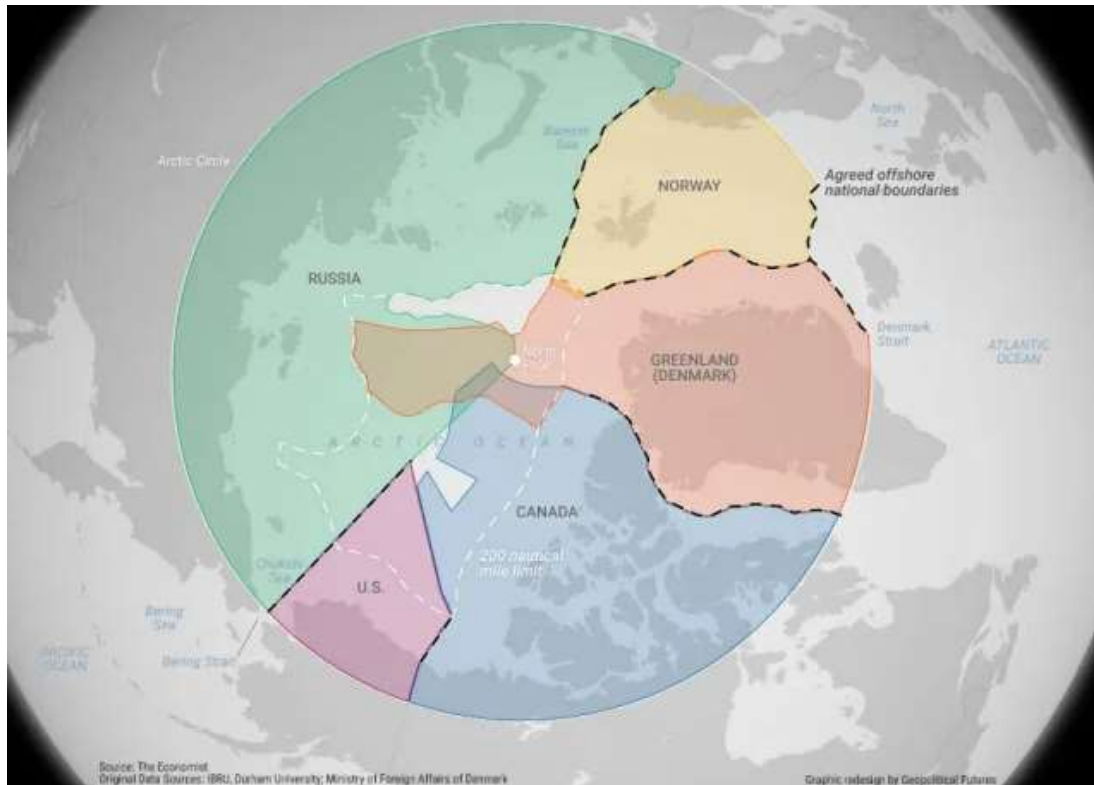 North
Sea
Barents
Sea
Arctic Circle
Agreed offshore
national boundaries
NORWAY
RUSSIA
Denmark
Strait
ATLANTIC
OCEAN
GREENLAND
(DENMARK)
ARCTIC OCEAN
CANADA
200 nautical
mile limit
Chukchi
Sea
U.S.
Bering
Sea
Bering Strait
OCEAN
Source: The Economist
Original Data Sources: IBRU, Durham University; Ministry of Foreign Affairs of Denmark
Graphic redesign by Geopolitical Futures